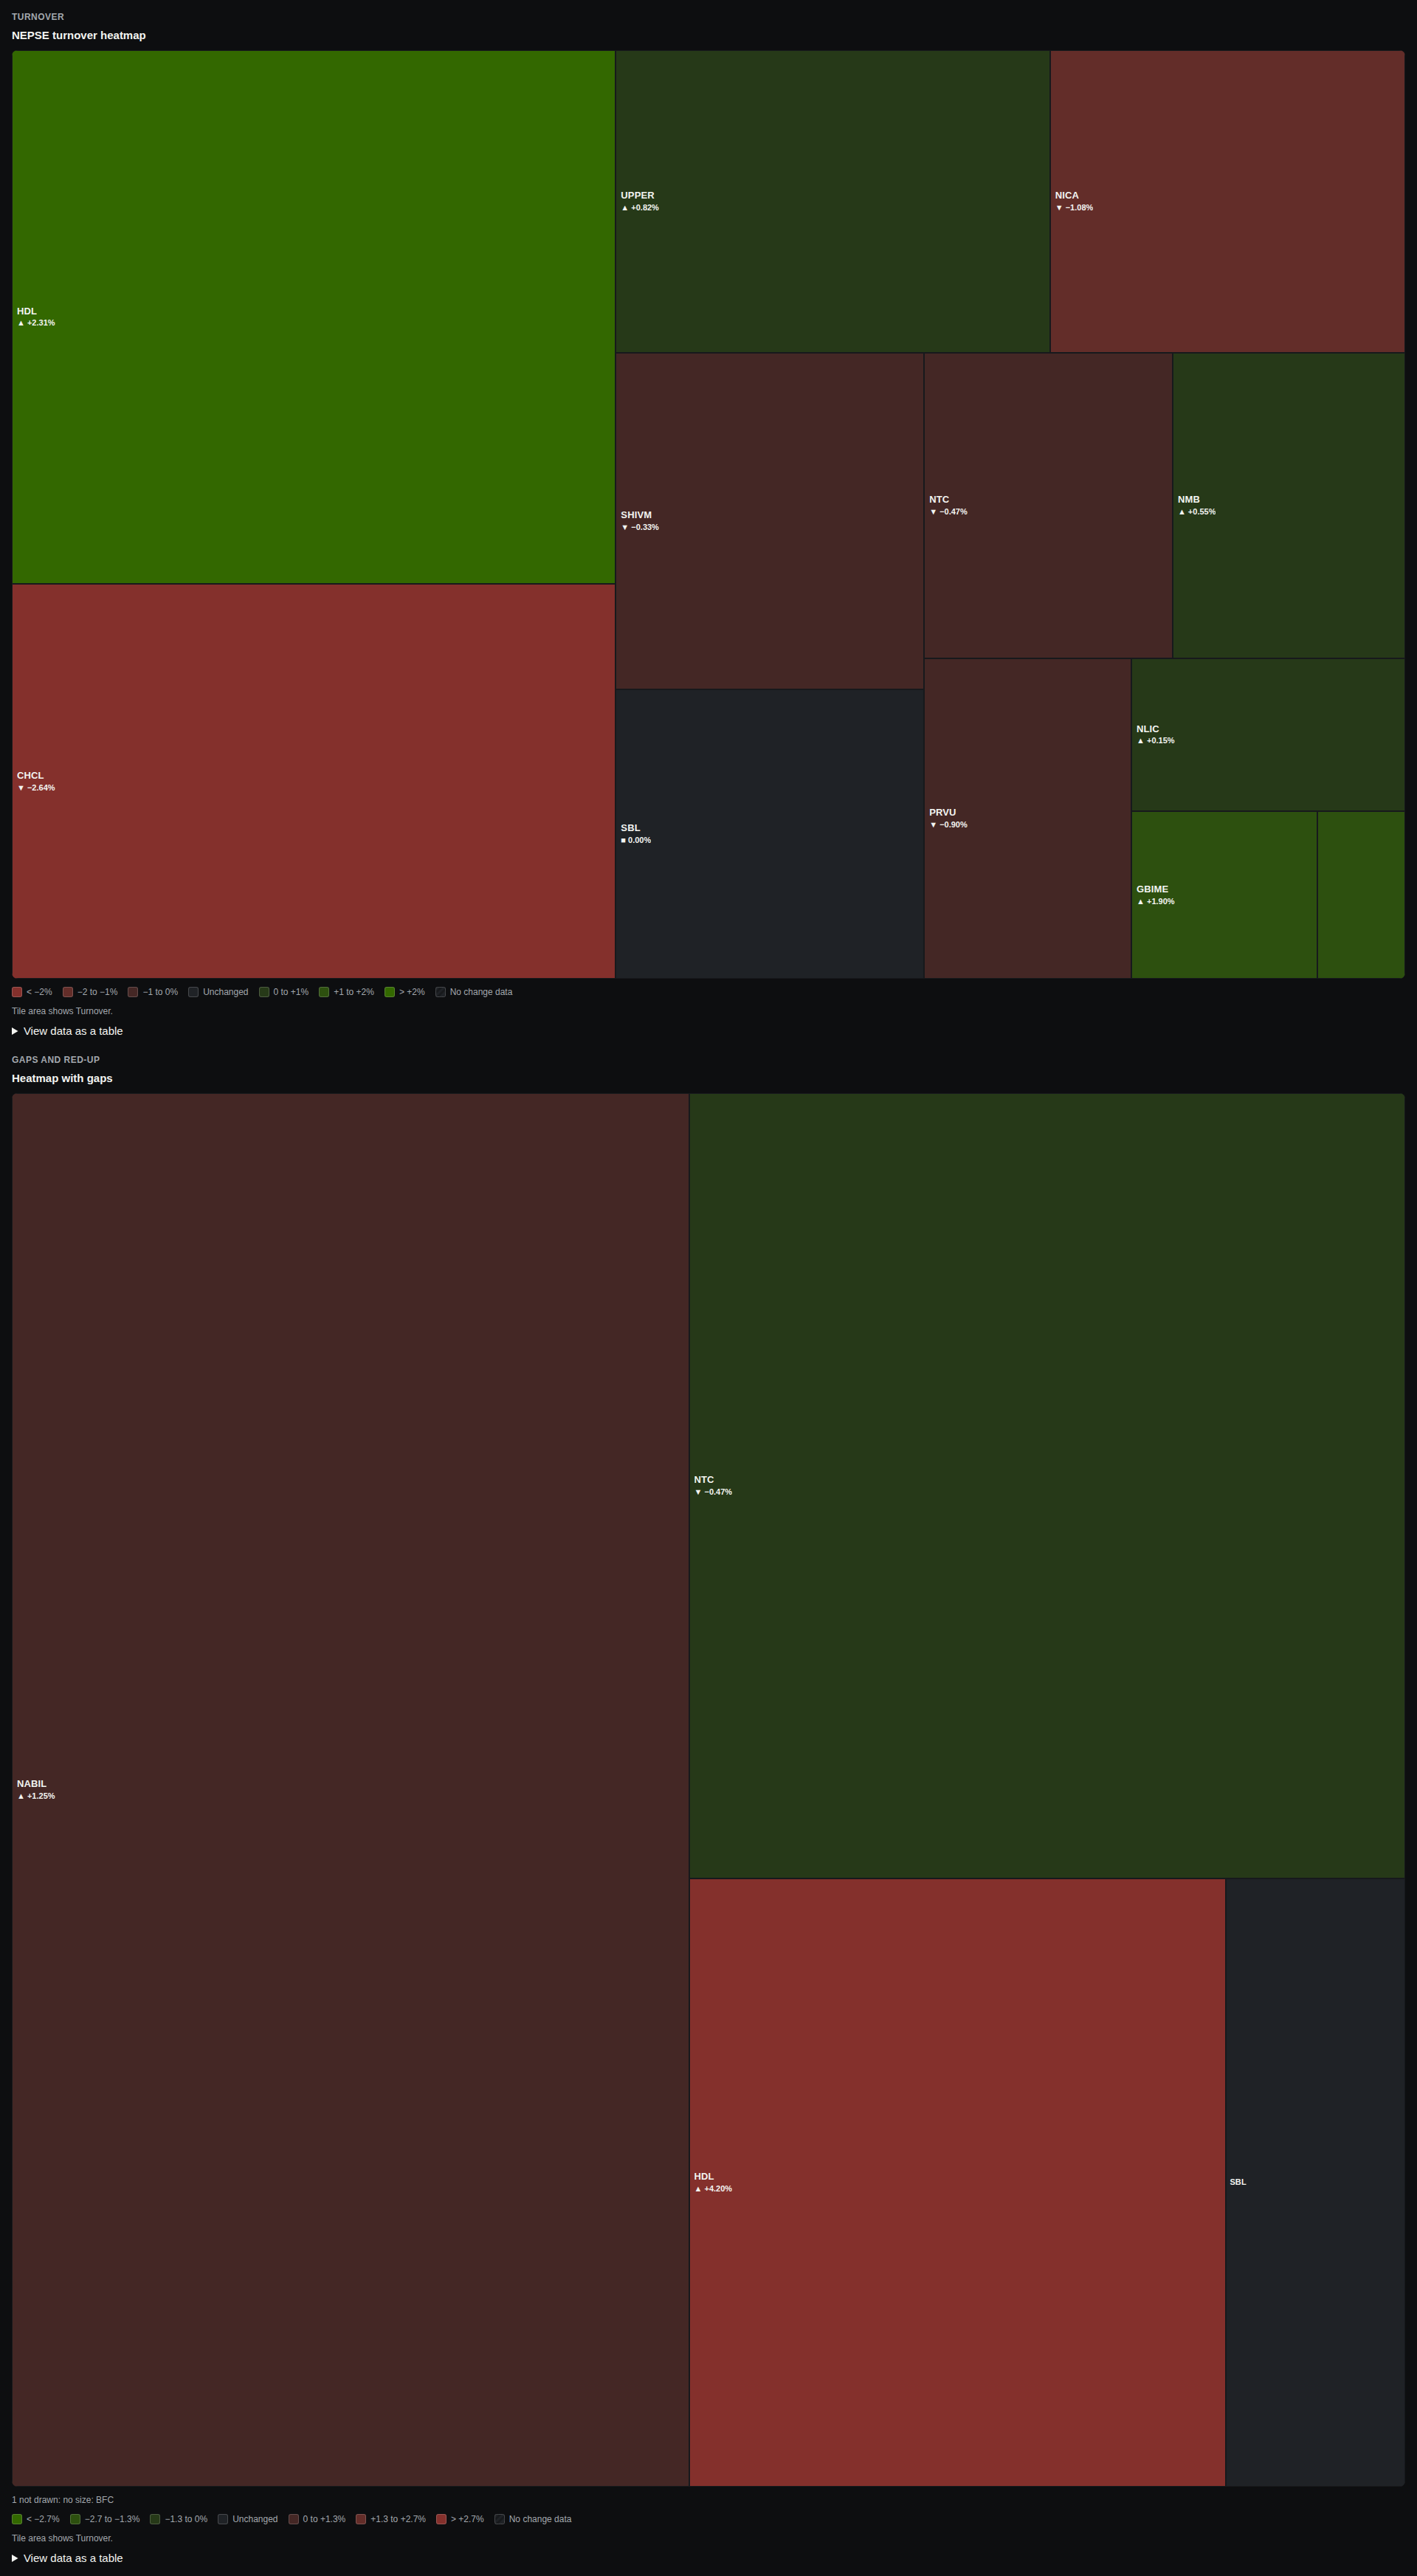 TURNOVER
NEPSE turnover heatmap
HDL
▲ +2.31%
UPPER
▲ +0.82%
NICA
▼ −1.08%
SHIVM
▼ −0.33%
NTC
▼ −0.47%
NMB
▲ +0.55%
CHCL
▼ −2.64%
SBL
■ 0.00%
PRVU
▼ −0.90%
NLIC
▲ +0.15%
GBIME
▲ +1.90%
< −2% −2 to −1% −1 to 0% Unchanged 0 to +1% +1 to +2% > +2% No change data
Tile area shows Turnover.
▶ View data as a table
GAPS AND RED-UP
Heatmap with gaps
NABIL
▲ +1.25%
NTC
▼ −0.47%
HDL
▲ +4.20%
SBL
1 not drawn: no size: BFC
< −2.7% −2.7 to −1.3% −1.3 to 0% Unchanged 0 to +1.3% +1.3 to +2.7% > +2.7% No change data
Tile area shows Turnover.
▶ View data as a table